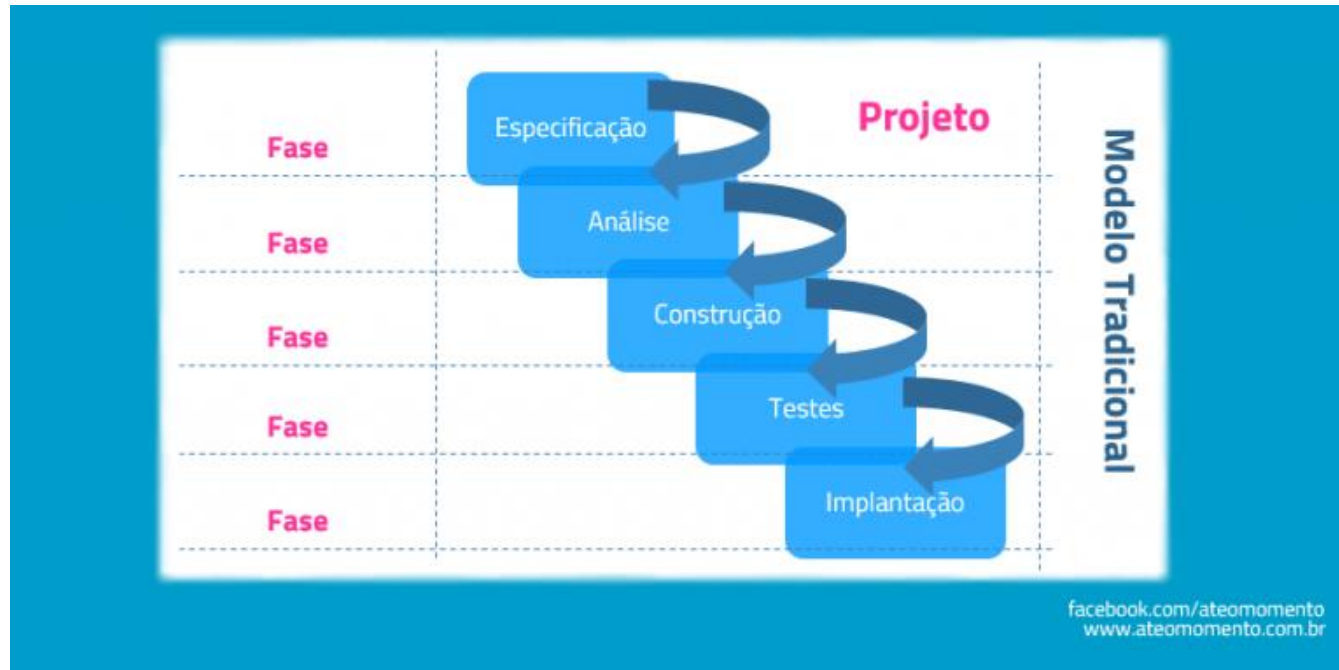 Projeto
Fase
Especificação
Fase
Análise
Fase
Construção
Fase
Testes
Fase
Implantação
Modelo Tradicional
facebook.com/ateomomento
www.ateomomento.com.br